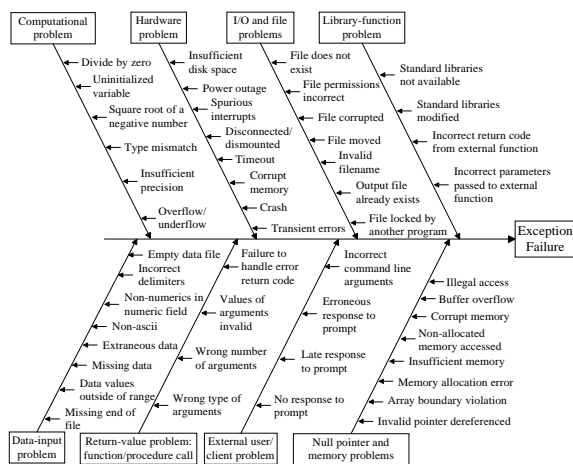 Computational
problem
Hardware
problem
I/O and file
problems
Library-function
problem
Divide by zero
Uninitialized
variable
Square root of a
negative number
Type mismatch
Insufficient
precision
Overflow/
underflow
Insufficient
disk space
Power outage
Spurious
interrupts
Disconnected/
dismounted
Timeout
Corrupt
memory
Crash
Transient errors
File does not
exist
File permissions
incorrect
File corrupted
File moved
Invalid
filename
Output file
already exists
File locked by
another program
Standard libraries
not available
Standard libraries
modified
Incorrect return code
from external function
Incorrect parameters
passed to external
function
Exception
Failure
Empty data file
Incorrect
delimiters
Non-numerics in
numeric field
Non-ascii
Extraneous data
Missing data
Data values
outside of range
Missing end of
file
Failure to
handle error
return code
Values of
arguments
invalid
Wrong number
of arguments
Wrong type of
arguments
Incorrect
command line
arguments
Erroneous
response to
prompt
Late response
to prompt
No response to
prompt
Illegal access
Buffer overflow
Corrupt memory
Non-allocated
memory accessed
Insufficient memory
Memory allocation error
Array boundary violation
Invalid pointer dereferenced
Data-input
problem
Return-value problem:
function/procedure call
External user/
client problem
Null pointer and
memory problems